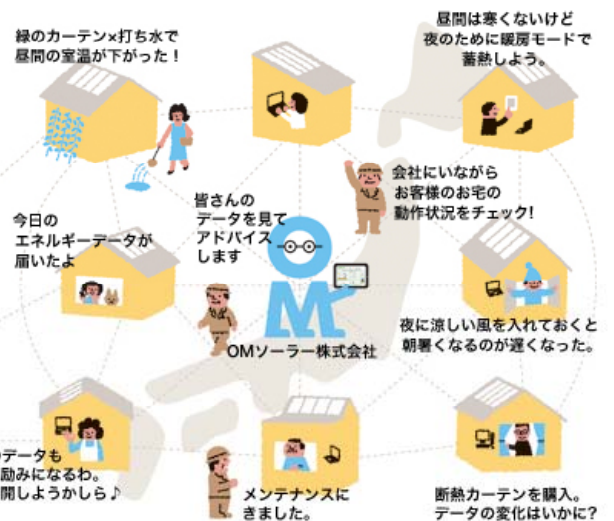 緑のカーテン×打ち水で
昼間の室温が下がった！
昼間は寒くないけど
夜のために暖房モードで
蓄熱しよう。
会社にいながら
お客様のお宅の
動作状況をチェック!
皆さんの
データを見て
アドバイス
します
今日の
エネルギーデータが
届いたよ
OMソーラー株式会社
夜に涼しい風を入れておくと
朝暑くなるのが遅くなった。
データも
励みになるわ。
開しようかしら♪
メンテナンスに
きました。
断熱カーテンを購入。
データの変化はいかに?